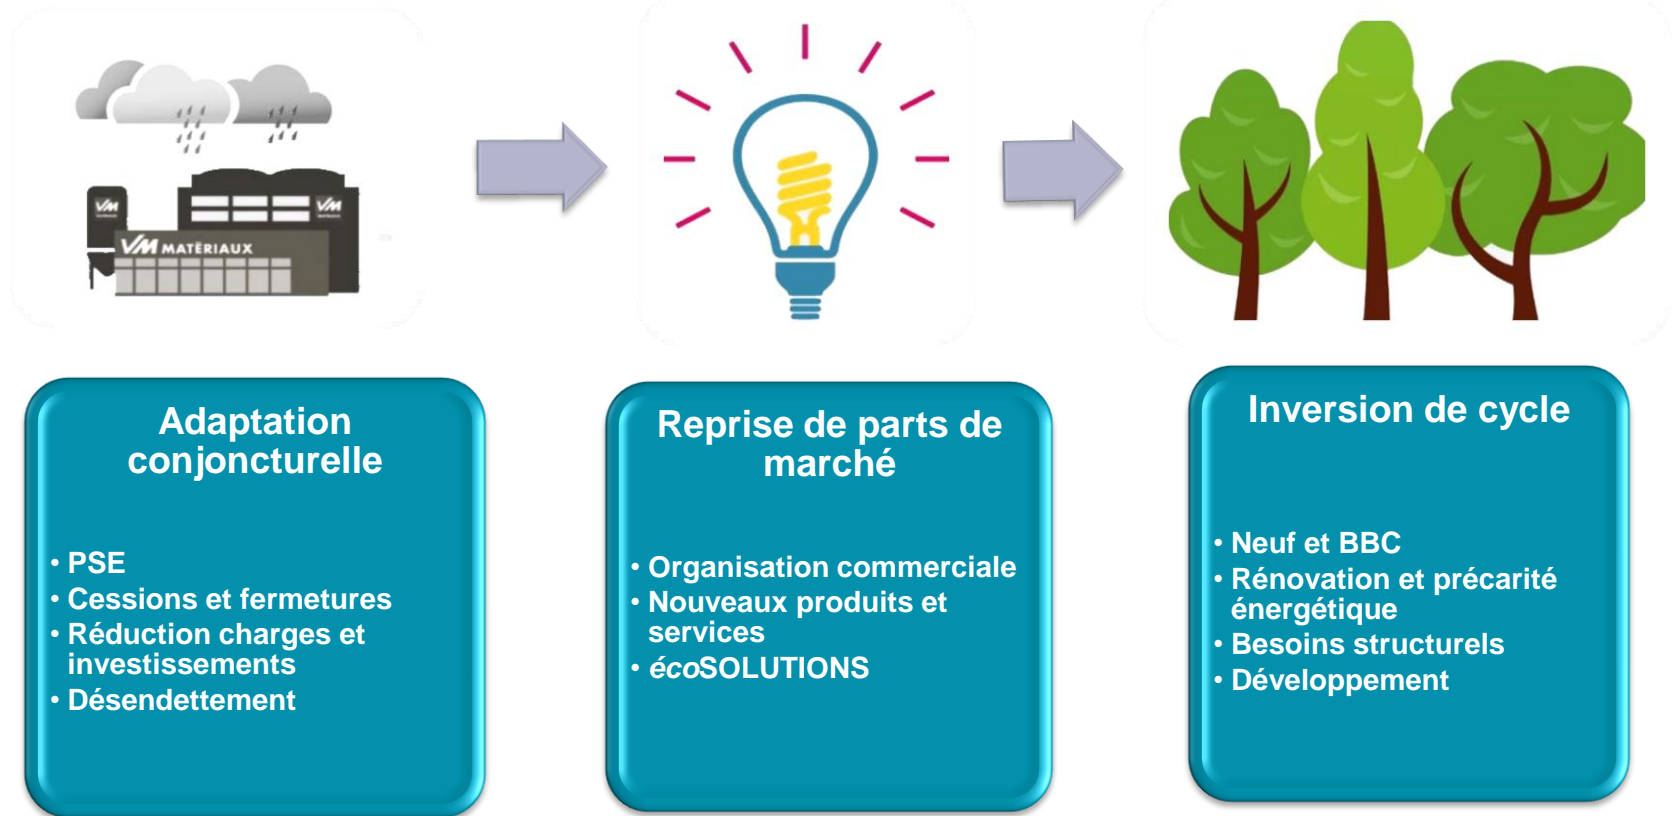 VM
VM
VM MATÉRIAUX
Adaptation
conjoncturelle
• PSE
• Cessions et fermetures
• Réduction charges et
investissements
• Désendettement
Reprise de parts de
marché
• Organisation commerciale
• Nouveaux produits et
services
• écoSOLUTIONS
Inversion de cycle
• Neuf et BBC
• Rénovation et précarité
énergétique
• Besoins structurels
• Développement